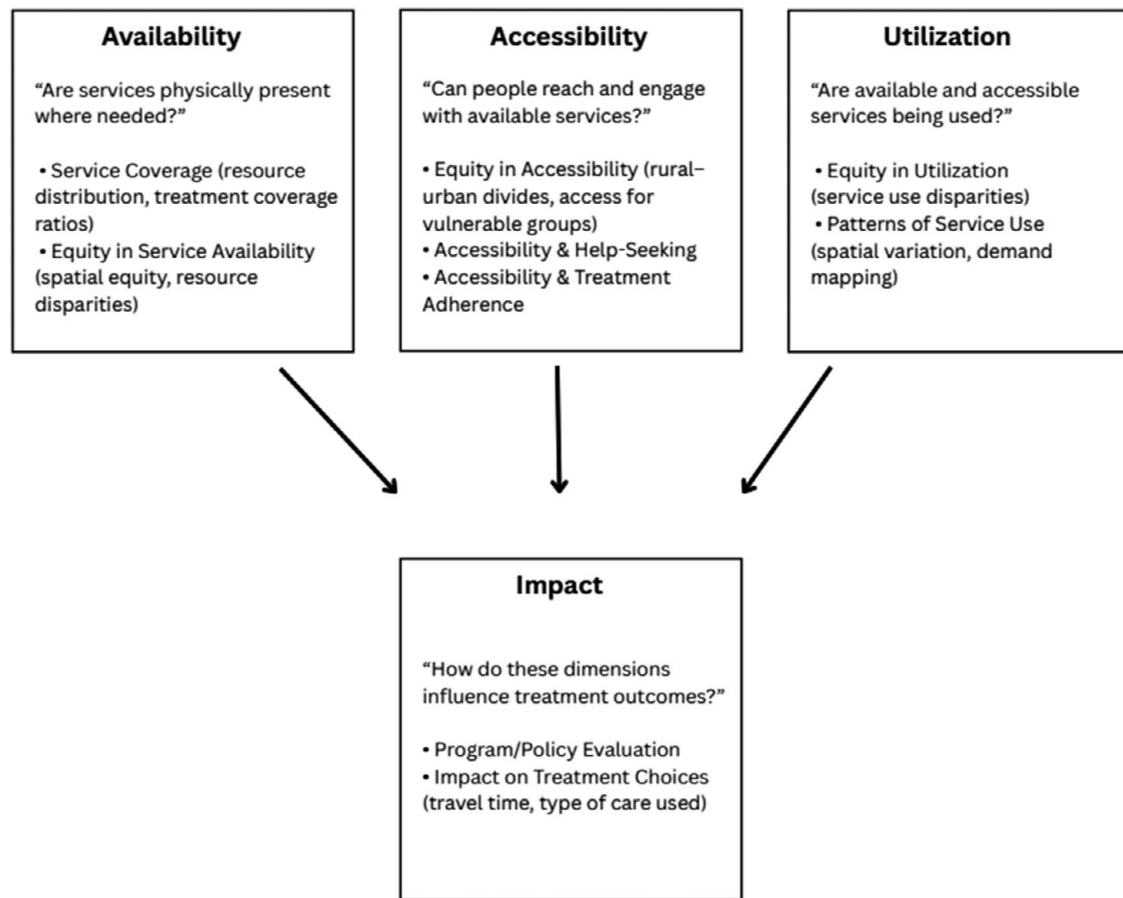 Availability
“Are services physically present
where needed?”
• Service Coverage (resource
distribution, treatment coverage
ratios)
• Equity in Service Availability
(spatial equity, resource
disparities)
Accessibility
“Can people reach and engage
with available services?”
• Equity in Accessibility (rural–
urban divides, access for
vulnerable groups)
• Accessibility & Help-Seeking
• Accessibility & Treatment
Adherence
Utilization
“Are available and accessible
services being used?”
• Equity in Utilization
(service use disparities)
• Patterns of Service Use
(spatial variation, demand
mapping)
Impact
“How do these dimensions
influence treatment outcomes?”
• Program/Policy Evaluation
• Impact on Treatment Choices
(travel time, type of care used)